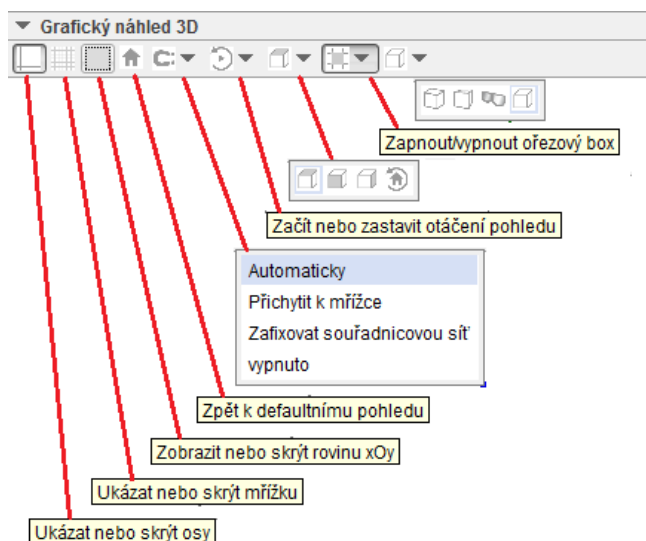 Grafický náhled 3D
Zapnout/vypnout ořezový box
Začít nebo zastavit otáčení pohledu
Automaticky
Přichytit k mřížce
Zafixovat souřadnicovou síť
vypnuto
Zpět k defaultnímu pohledu
Zobrazit nebo skrýt rovinu xOy
Ukázat nebo skrýt mřížku
Ukázat nebo skrýt osy